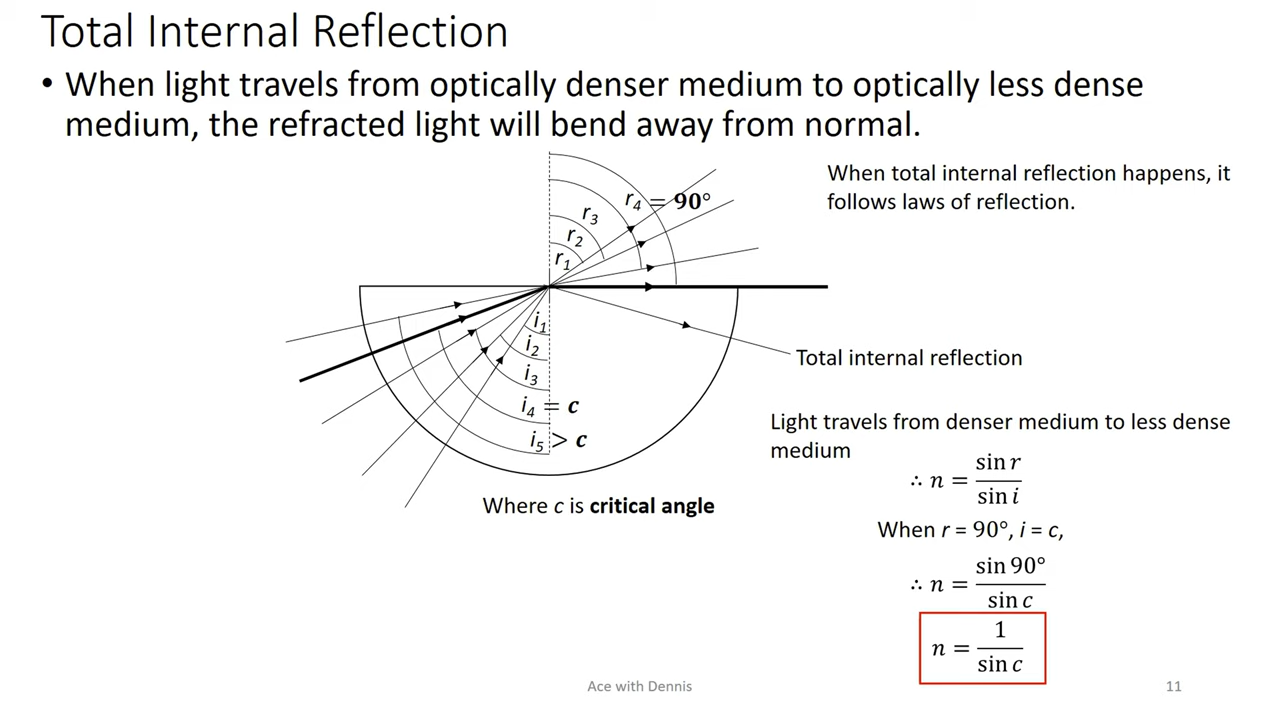 Total Internal Reflection
• When light travels from optically denser medium to optically less dense
medium, the refracted light will bend away from normal.
When total internal reflection happens, it
follows laws of reflection.
r₄ = 90°
r₃
r₂
r₁
i₁
i₂
i₃
i₄ = c
i₅ > c
Total internal reflection
Where c is critical angle
Light travels from denser medium to less dense
medium
∴ n = sin r / sin i
When r = 90°, i = c,
∴ n = sin 90° / sin c
n = 1 / sin c
Ace with Dennis
11